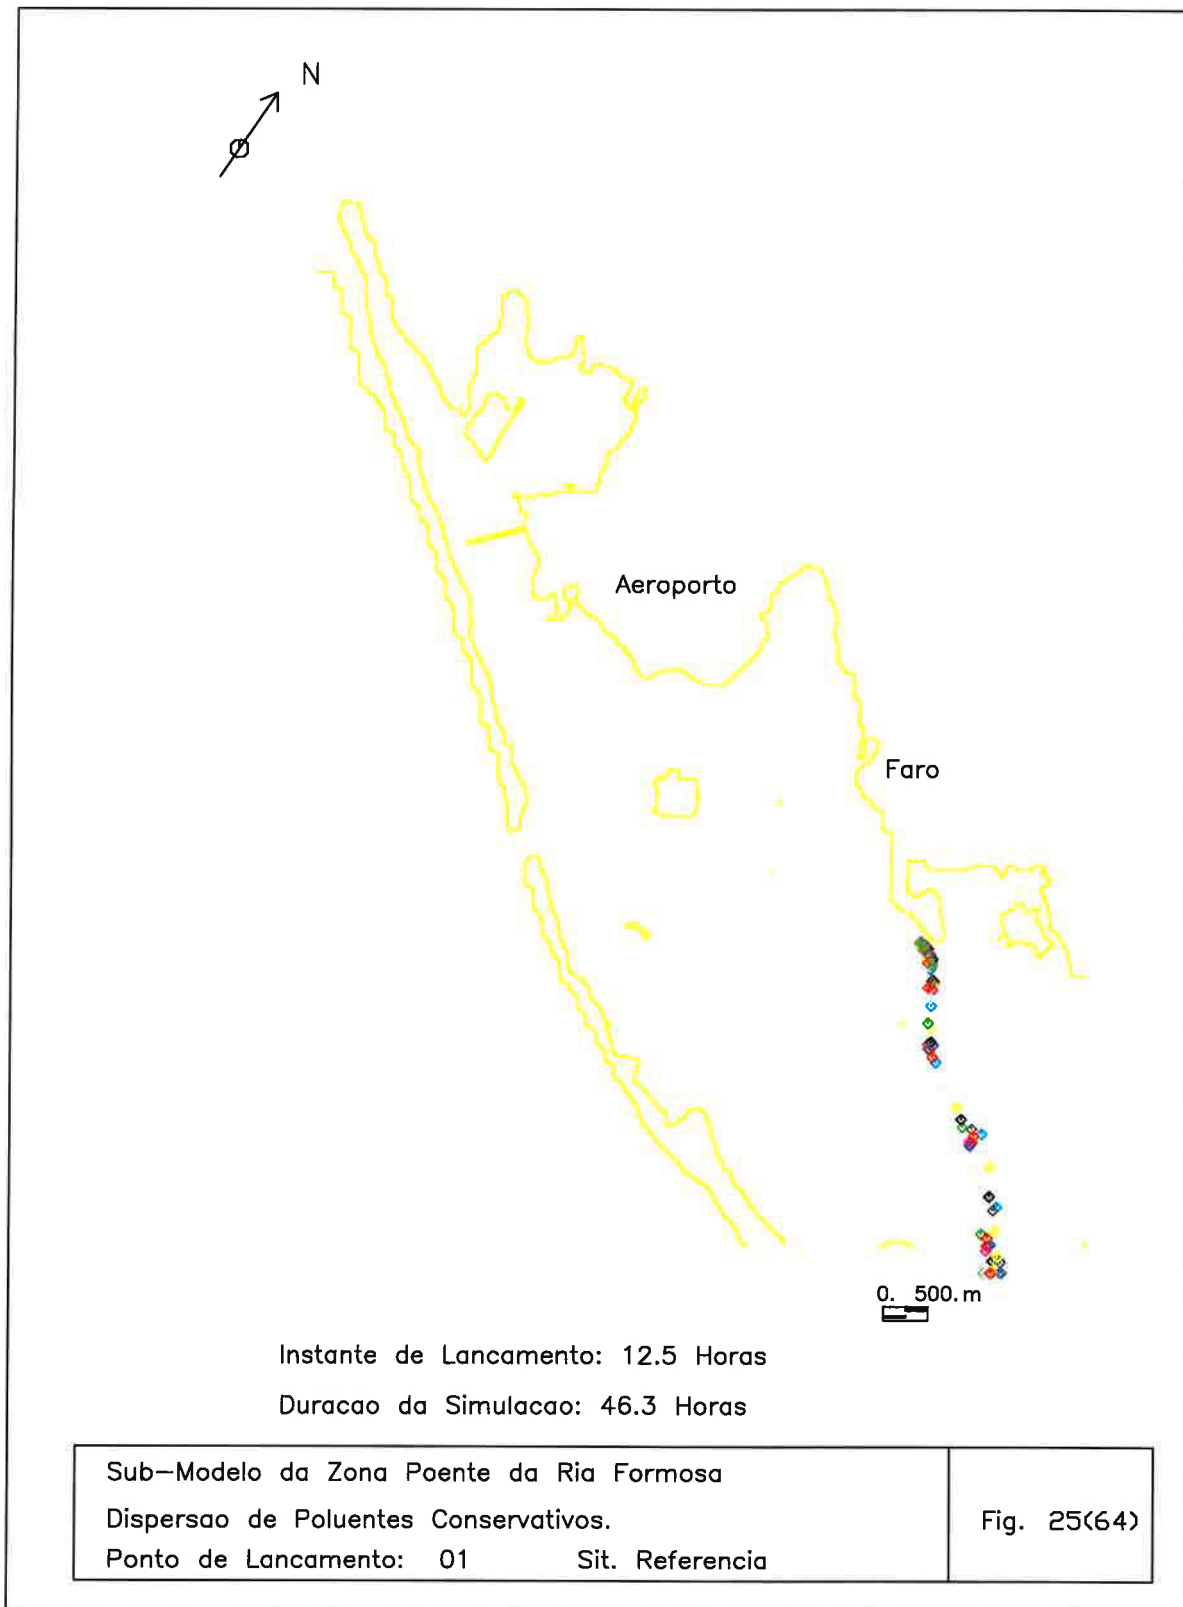 N
Aeroporto
Faro
0. 500.m
Instante de Lancamento: 12.5 Horas
Duracao da Simulacao: 46.3 Horas
Sub-Modelo da Zona Poente da Ria Formosa
Dispersao de Poluentes Conservativos.
Ponto de Lancamento: 01 Sit. Referencia
Fig. 25(64)